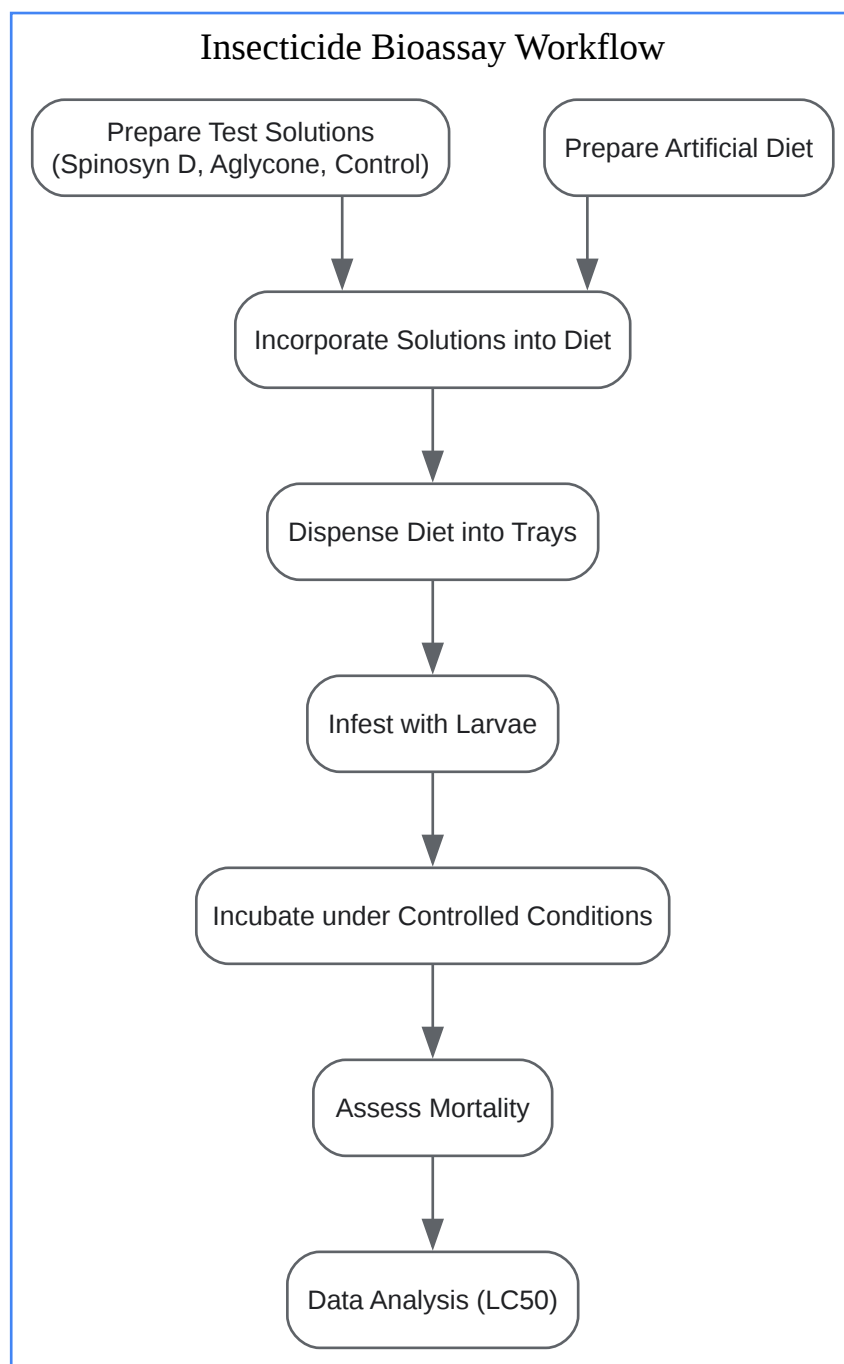 Insecticide Bioassay Workflow
Prepare Test Solutions
(Spinosyn D, Aglycone, Control)
Prepare Artificial Diet
Incorporate Solutions into Diet
Dispense Diet into Trays
Infest with Larvae
Incubate under Controlled Conditions
Assess Mortality
Data Analysis (LC50)